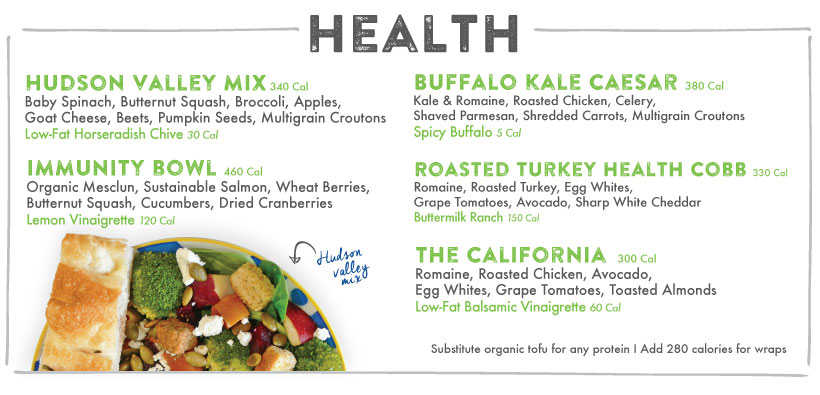 HEALTH
HUDSON VALLEY MIX 340 Cal
Baby Spinach, Butternut Squash, Broccoli, Apples,
Goat Cheese, Beets, Pumpkin Seeds, Multigrain Croutons
Low-Fat Horseradish Chive 30 Cal
IMMUNITY BOWL 460 Cal
Organic Mesclun, Sustainable Salmon, Wheat Berries,
Butternut Squash, Cucumbers, Dried Cranberries
Lemon Vinaigrette 120 Cal
Hudson
valley
mix
BUFFALO KALE CAESAR 380 Cal
Kale & Romaine, Roasted Chicken, Celery,
Shaved Parmesan, Shredded Carrots, Multigrain Croutons
Spicy Buffalo 5 Cal
ROASTED TURKEY HEALTH COBB 330 Cal
Romaine, Roasted Turkey, Egg Whites,
Grape Tomatoes, Avocado, Sharp White Cheddar
Buttermilk Ranch 150 Cal
THE CALIFORNIA 300 Cal
Romaine, Roasted Chicken, Avocado,
Egg Whites, Grape Tomatoes, Toasted Almonds
Low-Fat Balsamic Vinaigrette 60 Cal
Substitute organic tofu for any protein I Add 280 calories for wraps